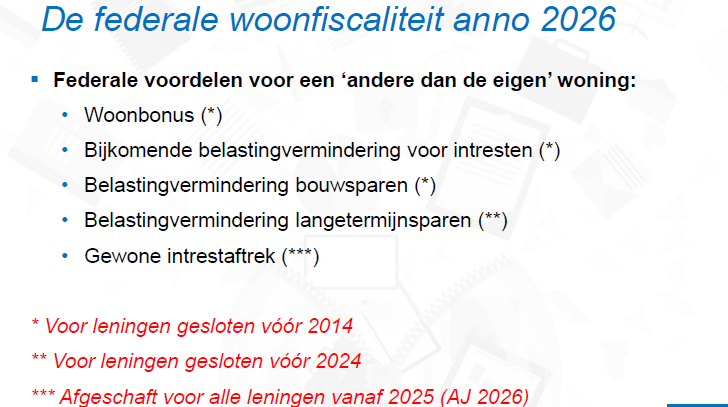 De federale woonfiscaliteit anno 2026
▪ Federale voordelen voor een ‘andere dan de eigen’ woning:
• Woonbonus (*)
• Bijkomende belastingvermindering voor intresten (*)
• Belastingvermindering bouwsparen (*)
• Belastingvermindering langetermijnsparen (**)
• Gewone intrestaftrek (***)
* Voor leningen gesloten vóór 2014
** Voor leningen gesloten vóór 2024
*** Afgeschaft voor alle leningen vanaf 2025 (AJ 2026)